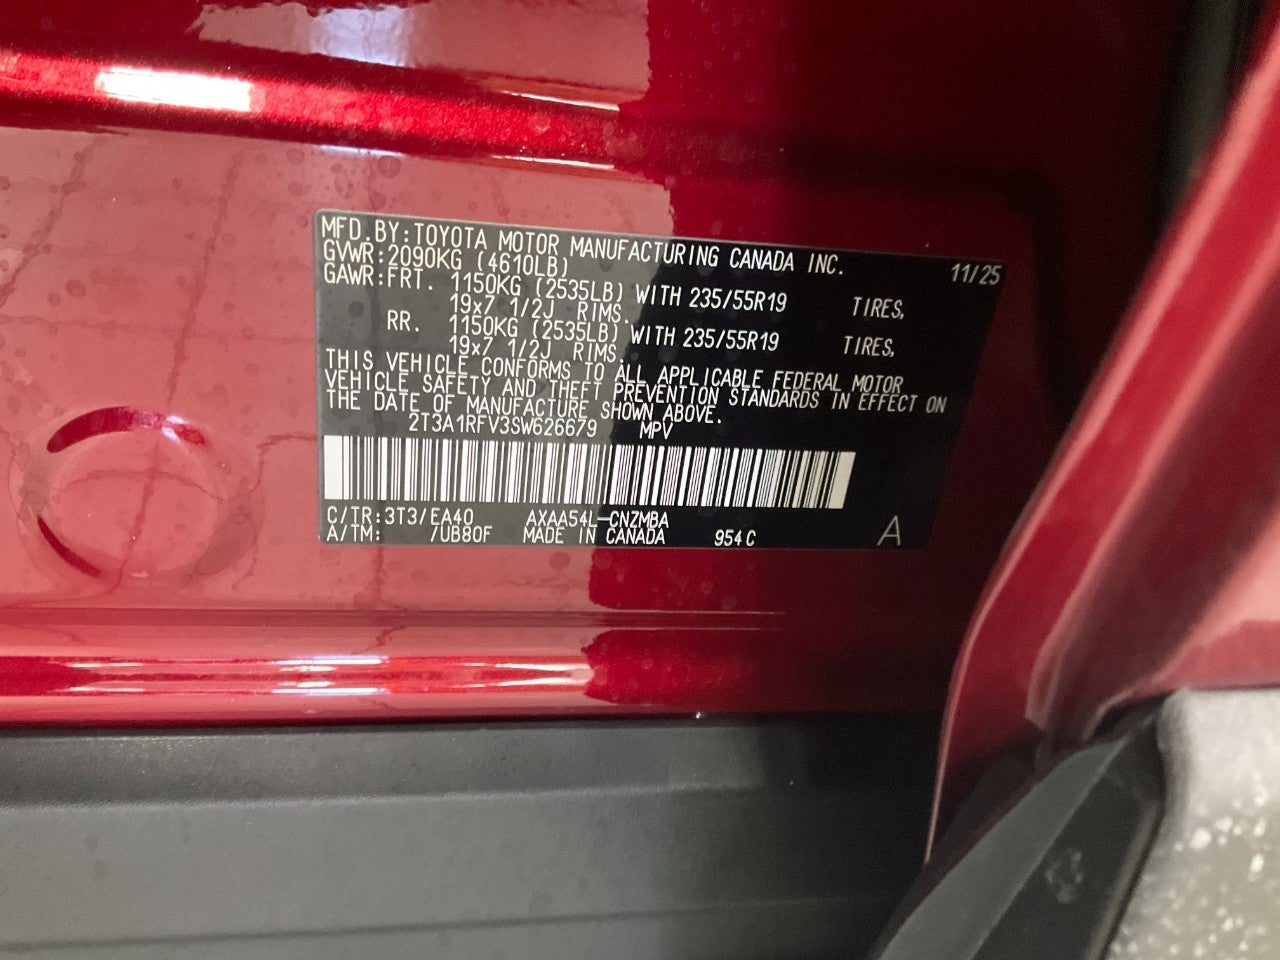 MFD.BY:TOYOTA MOTOR MANUFACTURING CANADA INC. 11/25
GVWR:2090KG (4610LB)
GAWR:FRT. 1150KG (2535LB) WITH 235/55R19 TIRES,
19x7 1/2J RIMS.
RR. 1150KG (2535LB) WITH 235/55R19 TIRES,
19x7 1/2J RIMS.
THIS VEHICLE CONFORMS TO ALL APPLICABLE FEDERAL MOTOR
VEHICLE SAFETY AND THEFT PREVENTION STANDARDS IN EFFECT ON
THE DATE OF MANUFACTURE SHOWN ABOVE.
2T3A1RFV3SW626679 MPV
C/TR:3T3/EA40 AXAA54L-CNZMBA
A/TM: /UB80F MADE IN CANADA 954C A